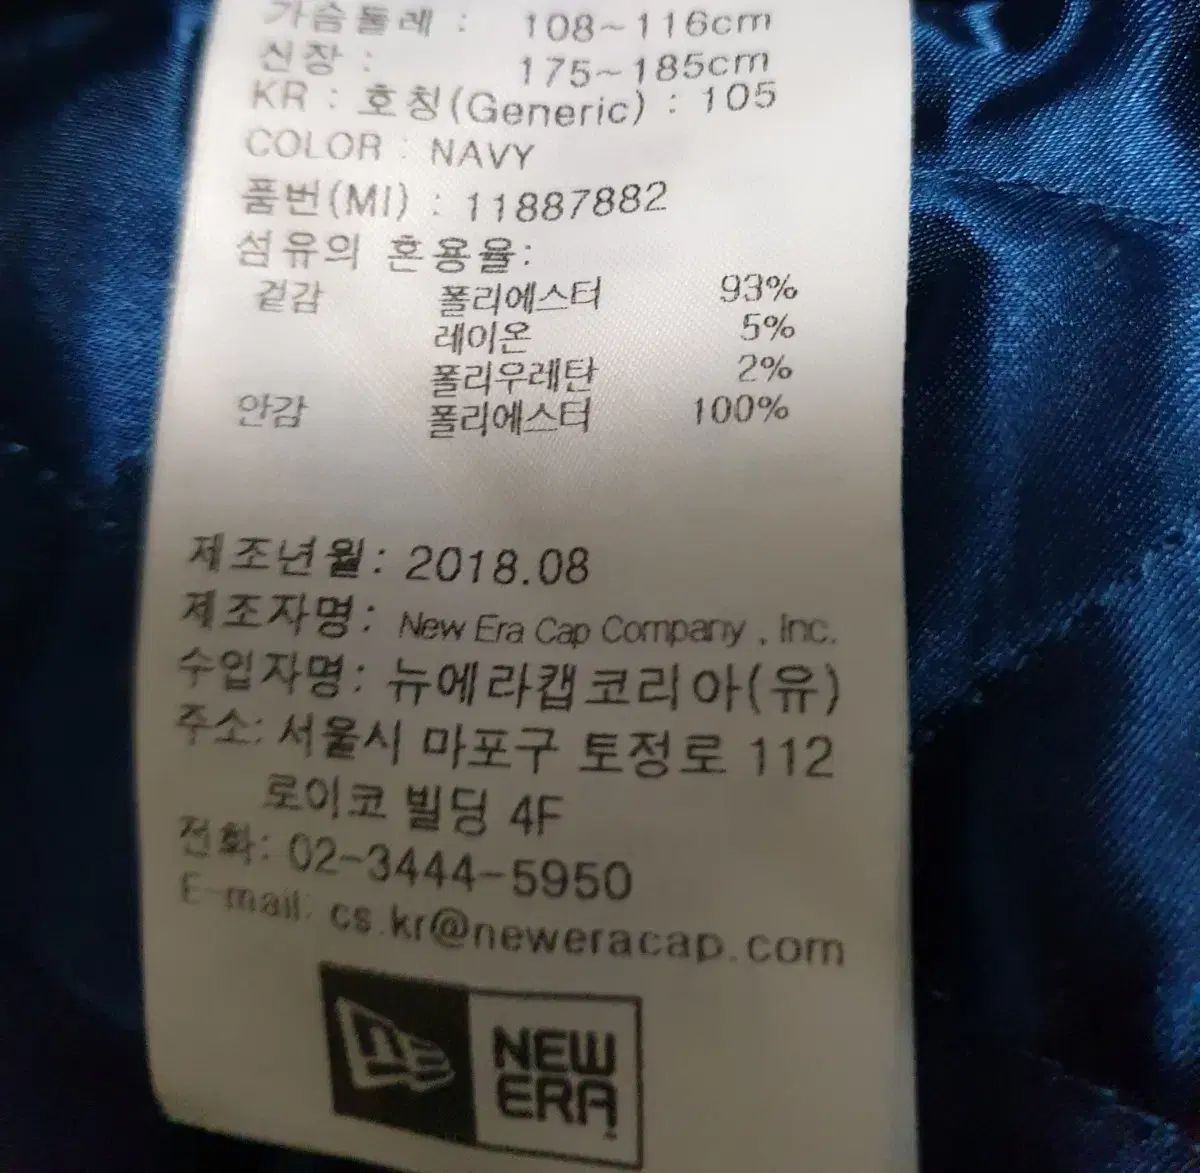 가슴둘레 : 108~116cm
신장 : 175~185cm
KR : 호칭(Generic) : 105
COLOR : NAVY
품번(MI) : 11887882
섬유의 혼용율:
겉감 폴리에스터 93%
레이온 5%
폴리우레탄 2%
안감 폴리에스터 100%
제조년월: 2018.08
제조자명: New Era Cap Company , Inc.
수입자명: 뉴에라캡코리아(유)
주소: 서울시 마포구 토정로 112
로이코 빌딩 4F
전화: 02-3444-5950
E-mail: cs.kr@neweracap.com
NEW
ERA